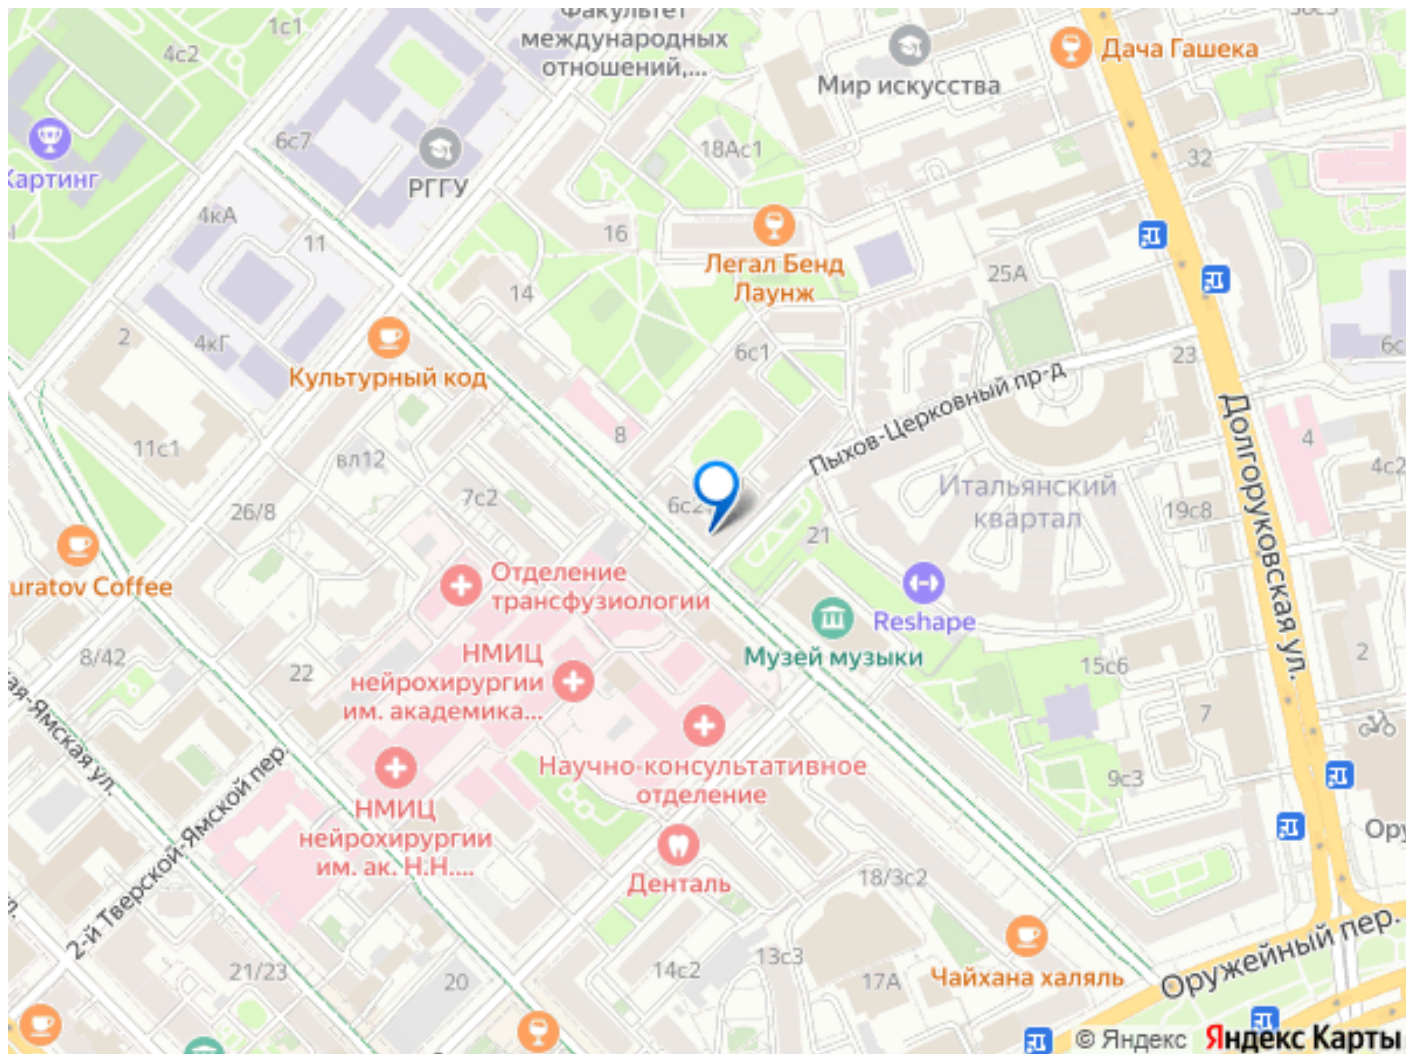 1с1
Факультет
международных
отношений,...
4с2
Дача Гашека
Мир искусства
6с7
18Ас1
32
Картинг
РГГУ
4кА
11
16
14
Легал Бенд
Лаунж
25А
2
4кГ
6с1
23
Культурный код
Пыхов-Церковный пр-д
Долгоруковская ул.
8
4
11с1
вл12
4с2
7с2
6с2
Итальянский
квартал
19с8
26/8
21
Отделение
трансфузиологии
uratov Coffee
Reshape
Музей музыки
8/42
22
НМИЦ
нейрохирургии
им. академика...
15с6
2
7
ая-Ямская ул.
2-й Тверской-Ямской пер.
Научно-консультативное
отделение
9с3
НМИЦ
нейрохирургии
им. ак. Н.Н....
Ору
Денталь
18/3с2
Оружейный пер.
21/23
20
14с2
13с3
17А
Чайхана халяль
© Яндекс Яндекс Карты